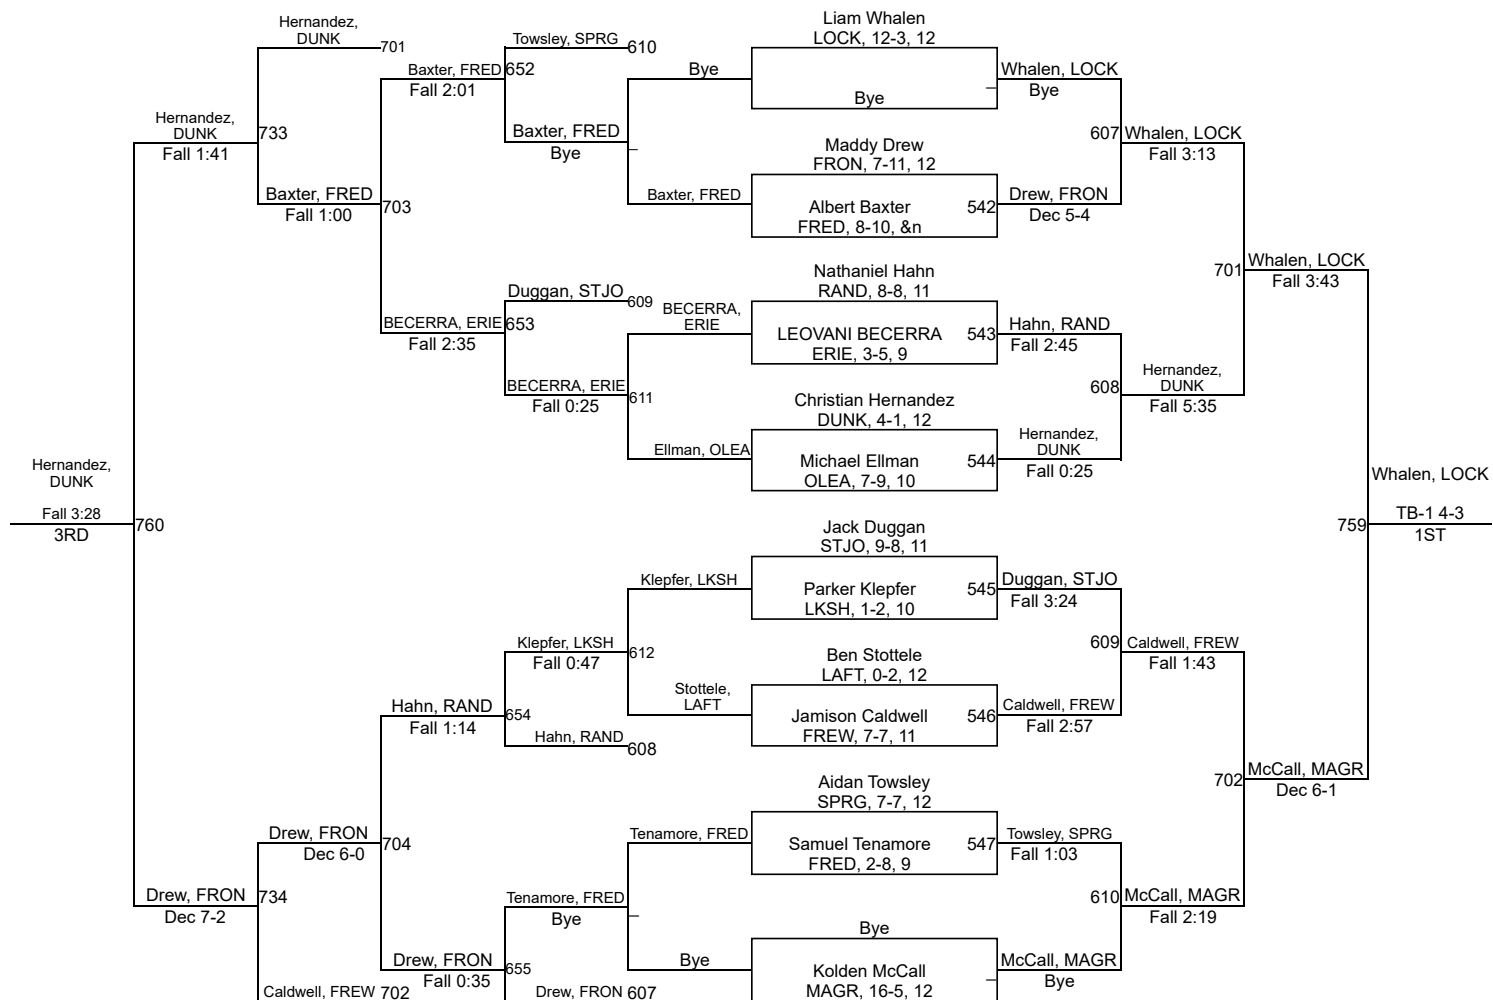 Liam Whalen
LOCK, 12-3, 12
Hernandez,
DUNK
701
Towsley, SPRG
610
Baxter, FRED
652
Fall 2:01
Bye
Bye
Whalen, LOCK
Bye
Hernandez,
DUNK
733
Fall 1:41
Baxter, FRED
Bye
607
Whalen, LOCK
Fall 3:13
Maddy Drew
FRON, 7-11, 12
Baxter, FRED
Fall 1:00
703
Baxter, FRED
Albert Baxter
FRED, 8-10, &n
542
Drew, FRON
Dec 5-4
Nathaniel Hahn
RAND, 8-8, 11
701
Whalen, LOCK
Fall 3:43
Duggan, STJO
609
BECERRA,
ERIE
BECERRA, ERIE
653
Fall 2:35
LEOVANI BECERRA
ERIE, 3-5, 9
543
Hahn, RAND
Fall 2:45
BECERRA, ERIE
Fall 0:25
611
608
Hernandez,
DUNK
Fall 5:35
Christian Hernandez
DUNK, 4-1, 12
Ellman, OLEA
Michael Ellman
OLEA, 7-9, 10
544
Hernandez,
DUNK
Fall 0:25
Hernandez,
DUNK
Fall 3:28
3RD
760
Whalen, LOCK
759
TB-1 4-3
1ST
Jack Duggan
STJO, 9-8, 11
Klepfer, LKSH
Parker Klepfer
LKSH, 1-2, 10
545
Duggan, STJO
Fall 3:24
Klepfer, LKSH
Fall 0:47
612
609
Caldwell, FREW
Fall 1:43
Ben Stottele
LAFT, 0-2, 12
Stottele,
LAFT
Jamison Caldwell
FREW, 7-7, 11
546
Caldwell, FREW
Fall 2:57
Hahn, RAND
Fall 1:14
654
Hahn, RAND
608
Aidan Towsley
SPRG, 7-7, 12
702
McCall, MAGR
Dec 6-1
Drew, FRON
Dec 6-0
704
Tenamore, FRED
Samuel Tenamore
FRED, 2-8, 9
547
Towsley, SPRG
Fall 1:03
Drew, FRON
734
Dec 7-2
Tenamore, FRED
Bye
610
McCall, MAGR
Fall 2:19
Bye
Drew, FRON
Fall 0:35
655
Bye
Kolden McCall
MAGR, 16-5, 12
McCall, MAGR
Bye
Caldwell, FREW
702
Drew, FRON
607